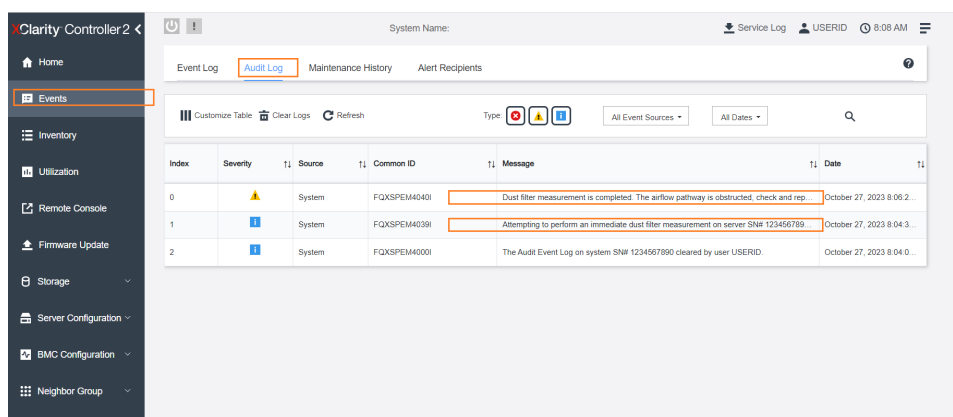 XClarity Controller 2
System Name:
Service Log
USERID
8:08 AM
Home
Events
Inventory
Utilization
Remote Console
Firmware Update
Storage
Server Configuration
BMC Configuration
Neighbor Group
Event Log
Audit Log
Maintenance History
Alert Recipients
Customize Table
Clear Logs
Refresh
Type:
All Event Sources
All Dates
Index Severity Source Common ID Message Date
0 System FQXSPEM4040I Dust filter measurement is completed. The airflow pathway is obstructed, check and rep... October 27, 2023 8:06:2...
1 System FQXSPEM4039I Attempting to perform an immediate dust filter measurement on server SN# 123456789... October 27, 2023 8:04:3...
2 System FQXSPEM4000I The Audit Event Log on system SN# 1234567890 cleared by user USERID. October 27, 2023 8:04:0...